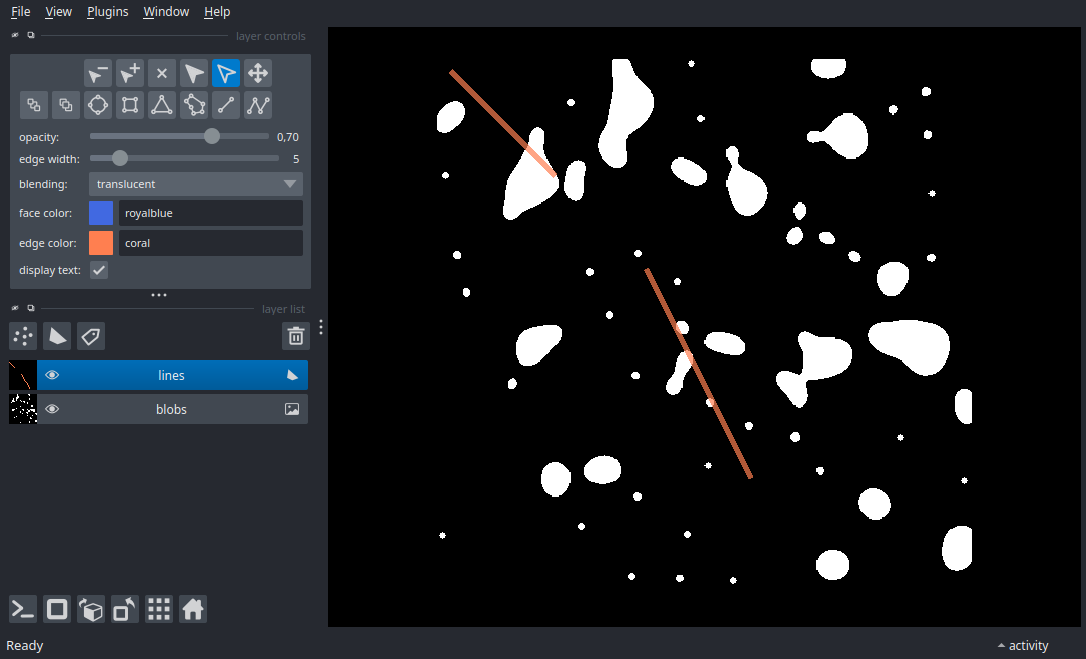 File View Plugins Window Help
layer controls
opacity: 0,70
edge width: 5
blending: translucent
face color: royalblue
edge color: coral
display text:
layer list
lines
blobs
Ready
activity